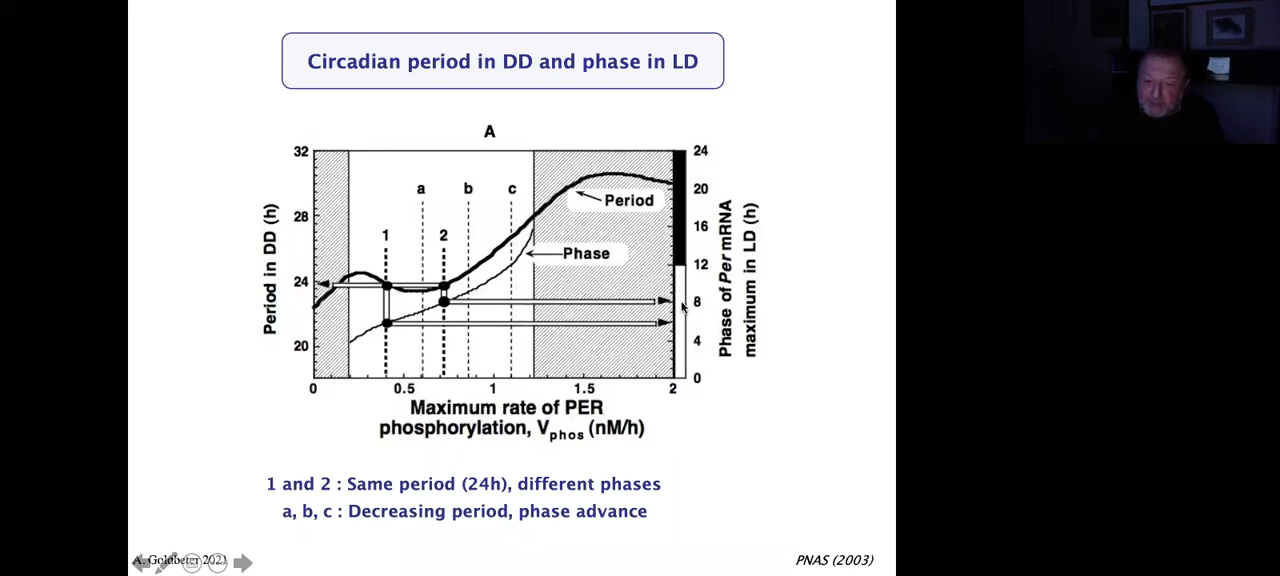 Circadian period in DD and phase in LD
A
32
28
24
20
Period in DD (h)
1
a
2
b
c
Period
Phase
24
20
16
12
8
4
0
Phase of Per mRNA
maximum in LD (h)
0
0.5
1
1.5
2
Maximum rate of PER
phosphorylation, Vphos (nM/h)
1 and 2 : Same period (24h), different phases
a, b, c : Decreasing period, phase advance
A. Goldbeter 2021
PNAS (2003)